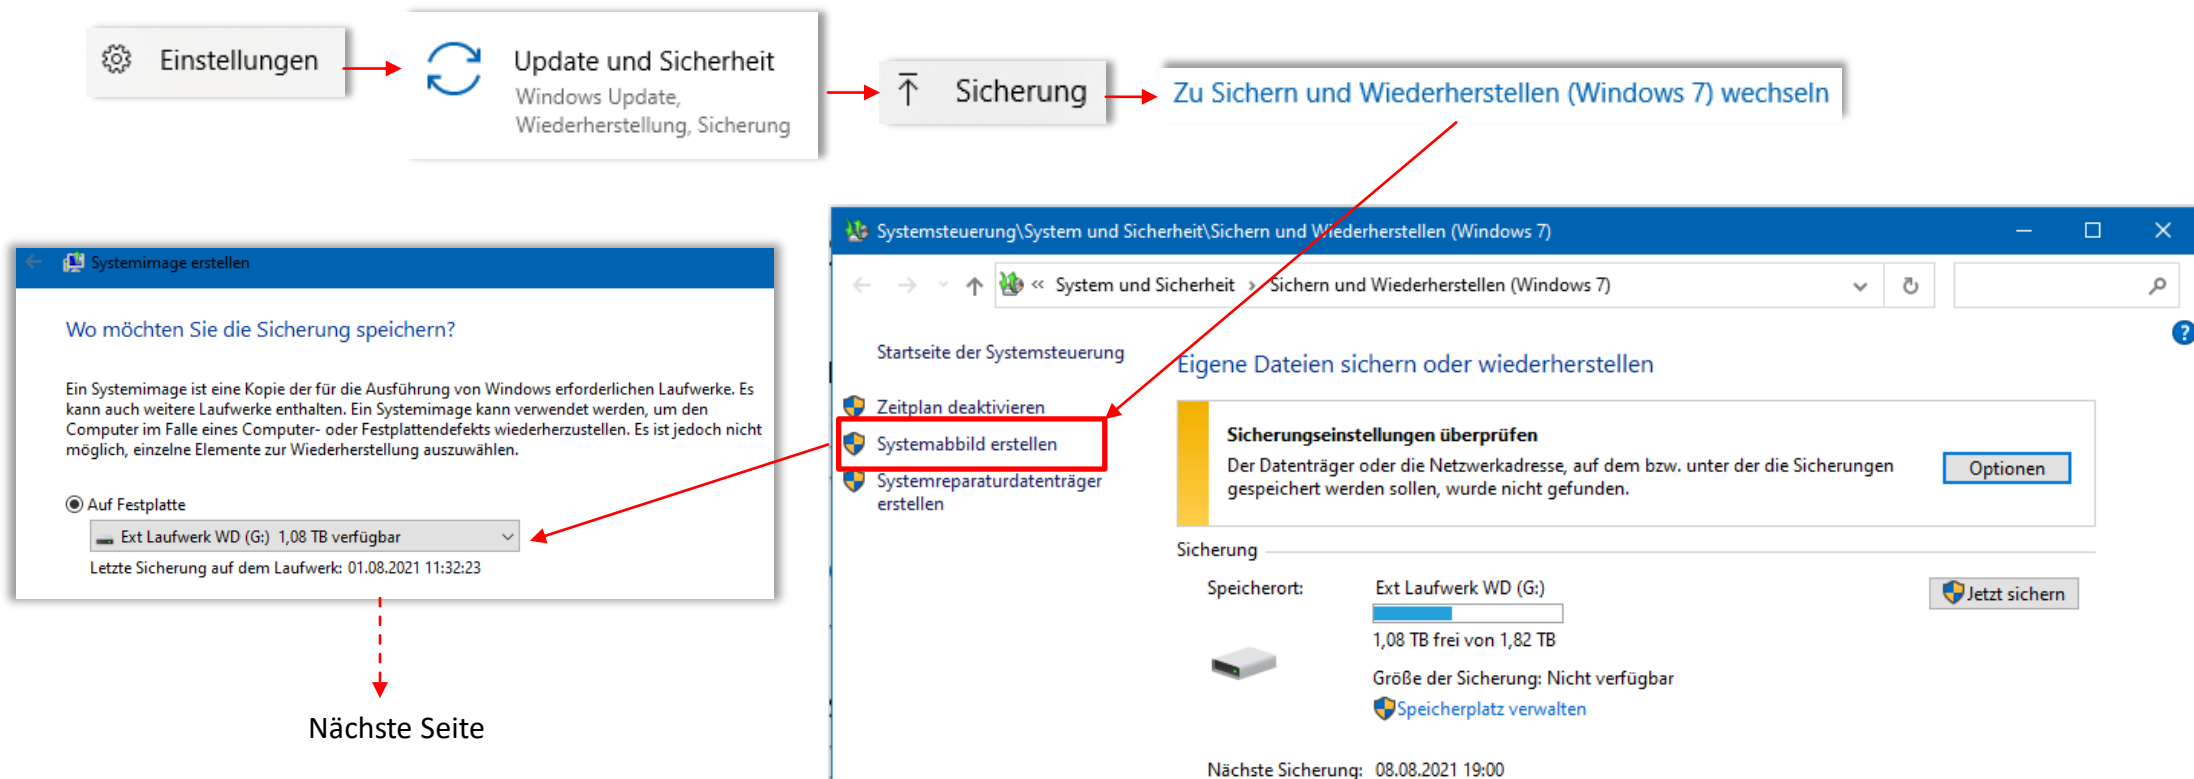 Einstellungen
Update und Sicherheit
Windows Update,
Wiederherstellung, Sicherung
Sicherung
Zu Sichern und Wiederherstellen (Windows 7) wechseln
Systemimage erstellen
Wo möchten Sie die Sicherung speichern?
Ein Systemimage ist eine Kopie der für die Ausführung von Windows erforderlichen Laufwerke. Es
kann auch weitere Laufwerke enthalten. Ein Systemimage kann verwendet werden, um den
Computer im Falle eines Computer- oder Festplattendefekts wiederherzustellen. Es ist jedoch nicht
möglich, einzelne Elemente zur Wiederherstellung auszuwählen.
Auf Festplatte
Ext Laufwerk WD (G:) 1,08 TB verfügbar
Letzte Sicherung auf dem Laufwerk: 01.08.2021 11:32:23
Nächste Seite
Systemsteuerung\System und Sicherheit\Sichern und Wiederherstellen (Windows 7)
« System und Sicherheit › Sichern und Wiederherstellen (Windows 7)
Startseite der Systemsteuerung
Zeitplan deaktivieren
Systemabbild erstellen
Systemreparaturdatenträger
erstellen
Eigene Dateien sichern oder wiederherstellen
Sicherungseinstellungen überprüfen
Der Datenträger oder die Netzwerkadresse, auf dem bzw. unter der die Sicherungen
gespeichert werden sollen, wurde nicht gefunden.
Optionen
Sicherung
Speicherort:
Ext Laufwerk WD (G:)
Jetzt sichern
1,08 TB frei von 1,82 TB
Größe der Sicherung: Nicht verfügbar
Speicherplatz verwalten
Nächste Sicherung: 08.08.2021 19:00